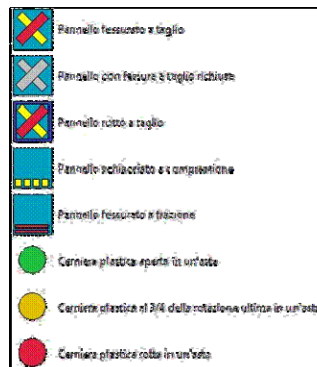 Pannello fessurato a taglio
Pannello con fessure a taglio richiuse
Pannello rotto a taglio
Pannello schiacciato a compressione
Pannello fessurato a trazione
Cerniera plastica aperta in un'asta
Cerniera plastica ai 3/4 della rotazione ultima in un'asta
Cerniera plastica rotta in un'asta